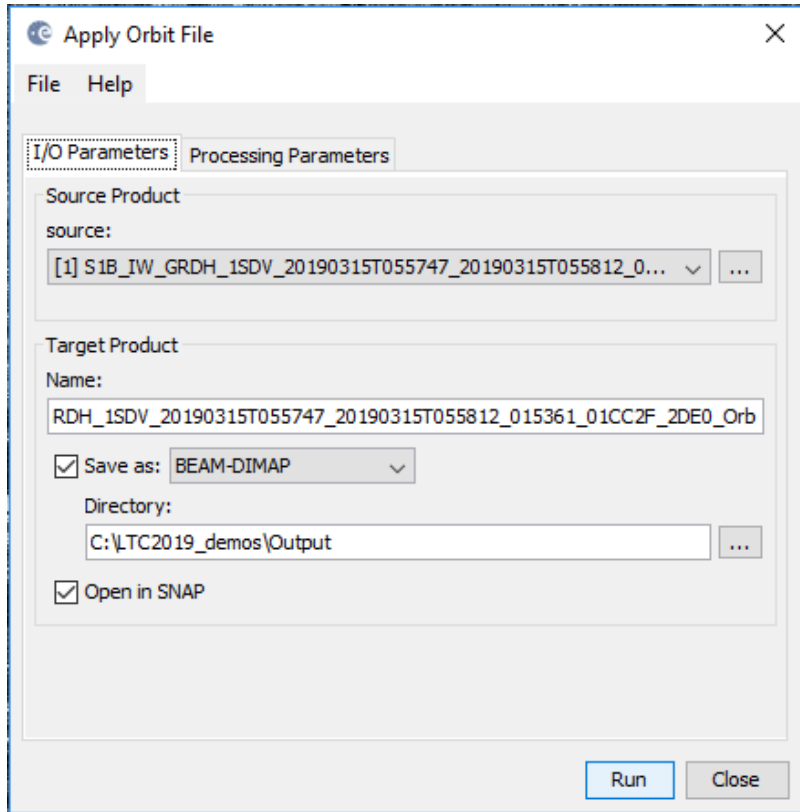 Apply Orbit File
File Help
I/O Parameters Processing Parameters
Source Product
source:
[1] S1B_IW_GRDH_1SDV_20190315T055747_20190315T055812_0... ...
Target Product
Name:
RDH_1SDV_20190315T055747_20190315T055812_015361_01CC2F_2DE0_Orb
Save as: BEAM-DIMAP
Directory:
C:\LTC2019_demos\Output ...
Open in SNAP
Run Close